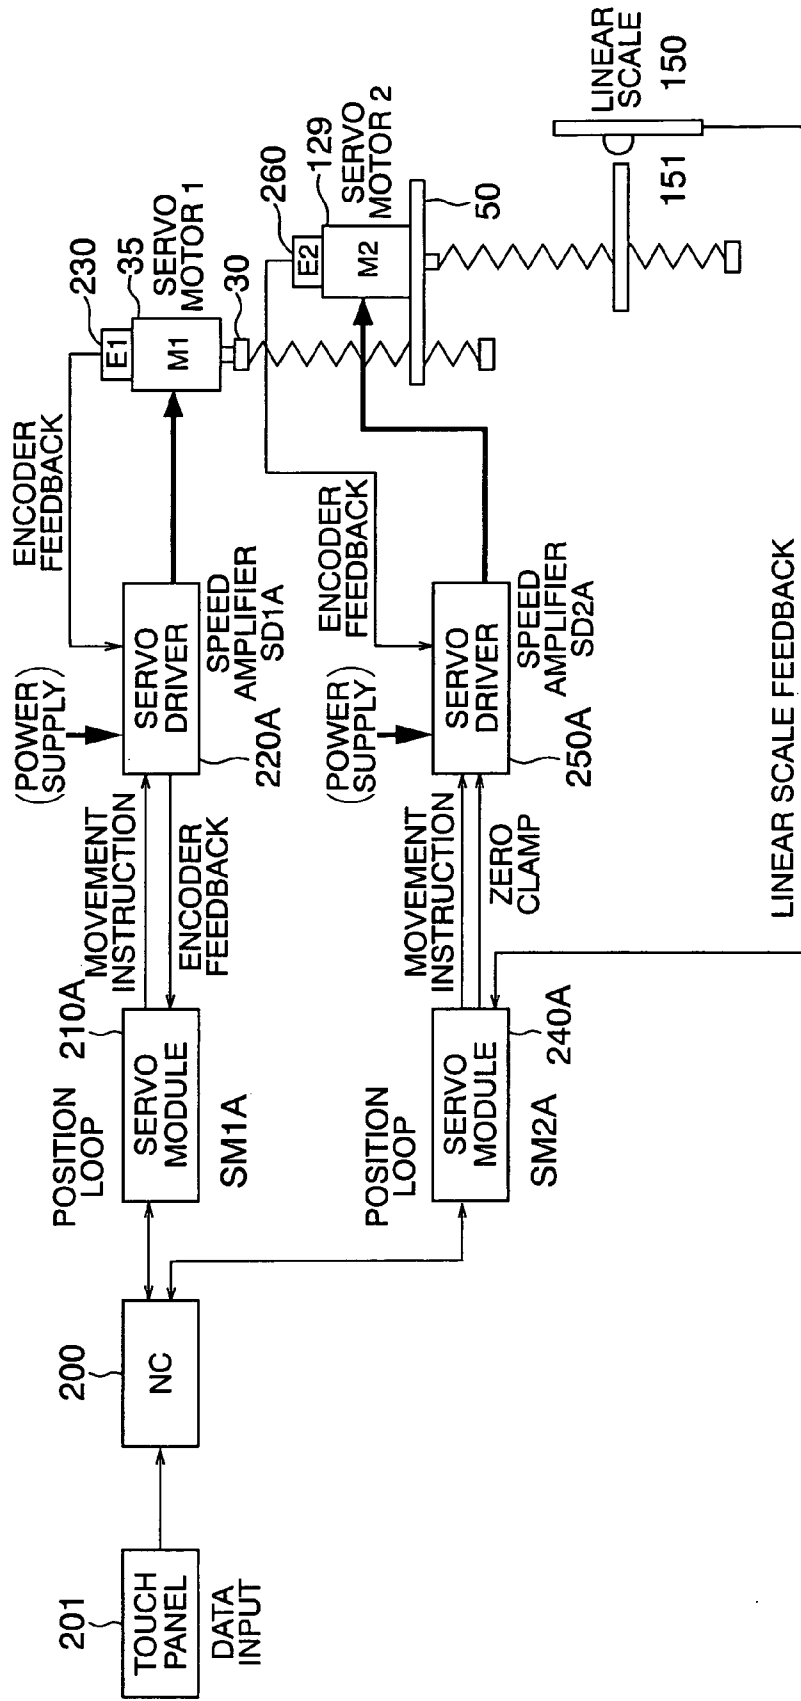 201
TOUCH
PANEL
DATA
INPUT
200
NC
POSITION
LOOP
210A
SERVO
MODULE
SM1A
MOVEMENT
INSTRUCTION
ENCODER
FEEDBACK
(POWER
SUPPLY)
220A
SERVO
DRIVER
SPEED
AMPLIFIER
SD1A
ENCODER
FEEDBACK
230
E1
35
M1
SERVO
MOTOR 1
30
POSITION
LOOP
SERVO
MODULE
240A
SM2A
MOVEMENT
INSTRUCTION
ZERO
CLAMP
(POWER
SUPPLY)
SERVO
DRIVER
250A
SPEED
AMPLIFIER
SD2A
ENCODER
FEEDBACK
260
E2
129
M2
SERVO
MOTOR 2
50
LINEAR
SCALE
150
151
LINEAR SCALE FEEDBACK